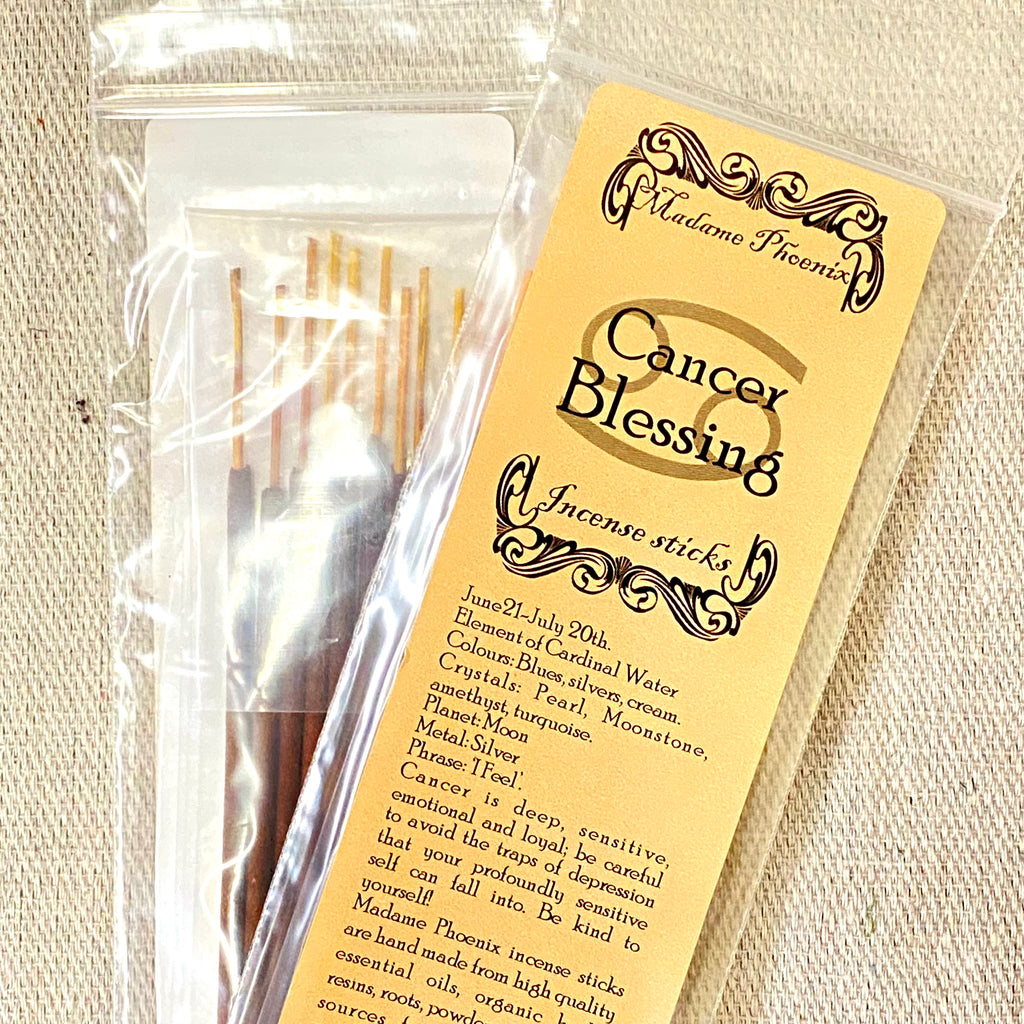 Madame Phoenix
Cancer
Blessing
Incense sticks
June21-July 20th.
Element of Cardinal Water
Colours: Blues, silvers, cream.
Crystals: Pearl, Moonstone,
amethyst, turquoise.
Planet: Moon
Metal: Silver
Phrase: 'I Feel'.
Cancer is deep, sensitive,
emotional and loyal; be careful
to avoid the traps of depression
that your profoundly sensitive
self can fall into. Be kind to
yourself!
Madame Phoenix incense sticks
are hand made from high quality
essential oils, organic
resins, roots,
sources